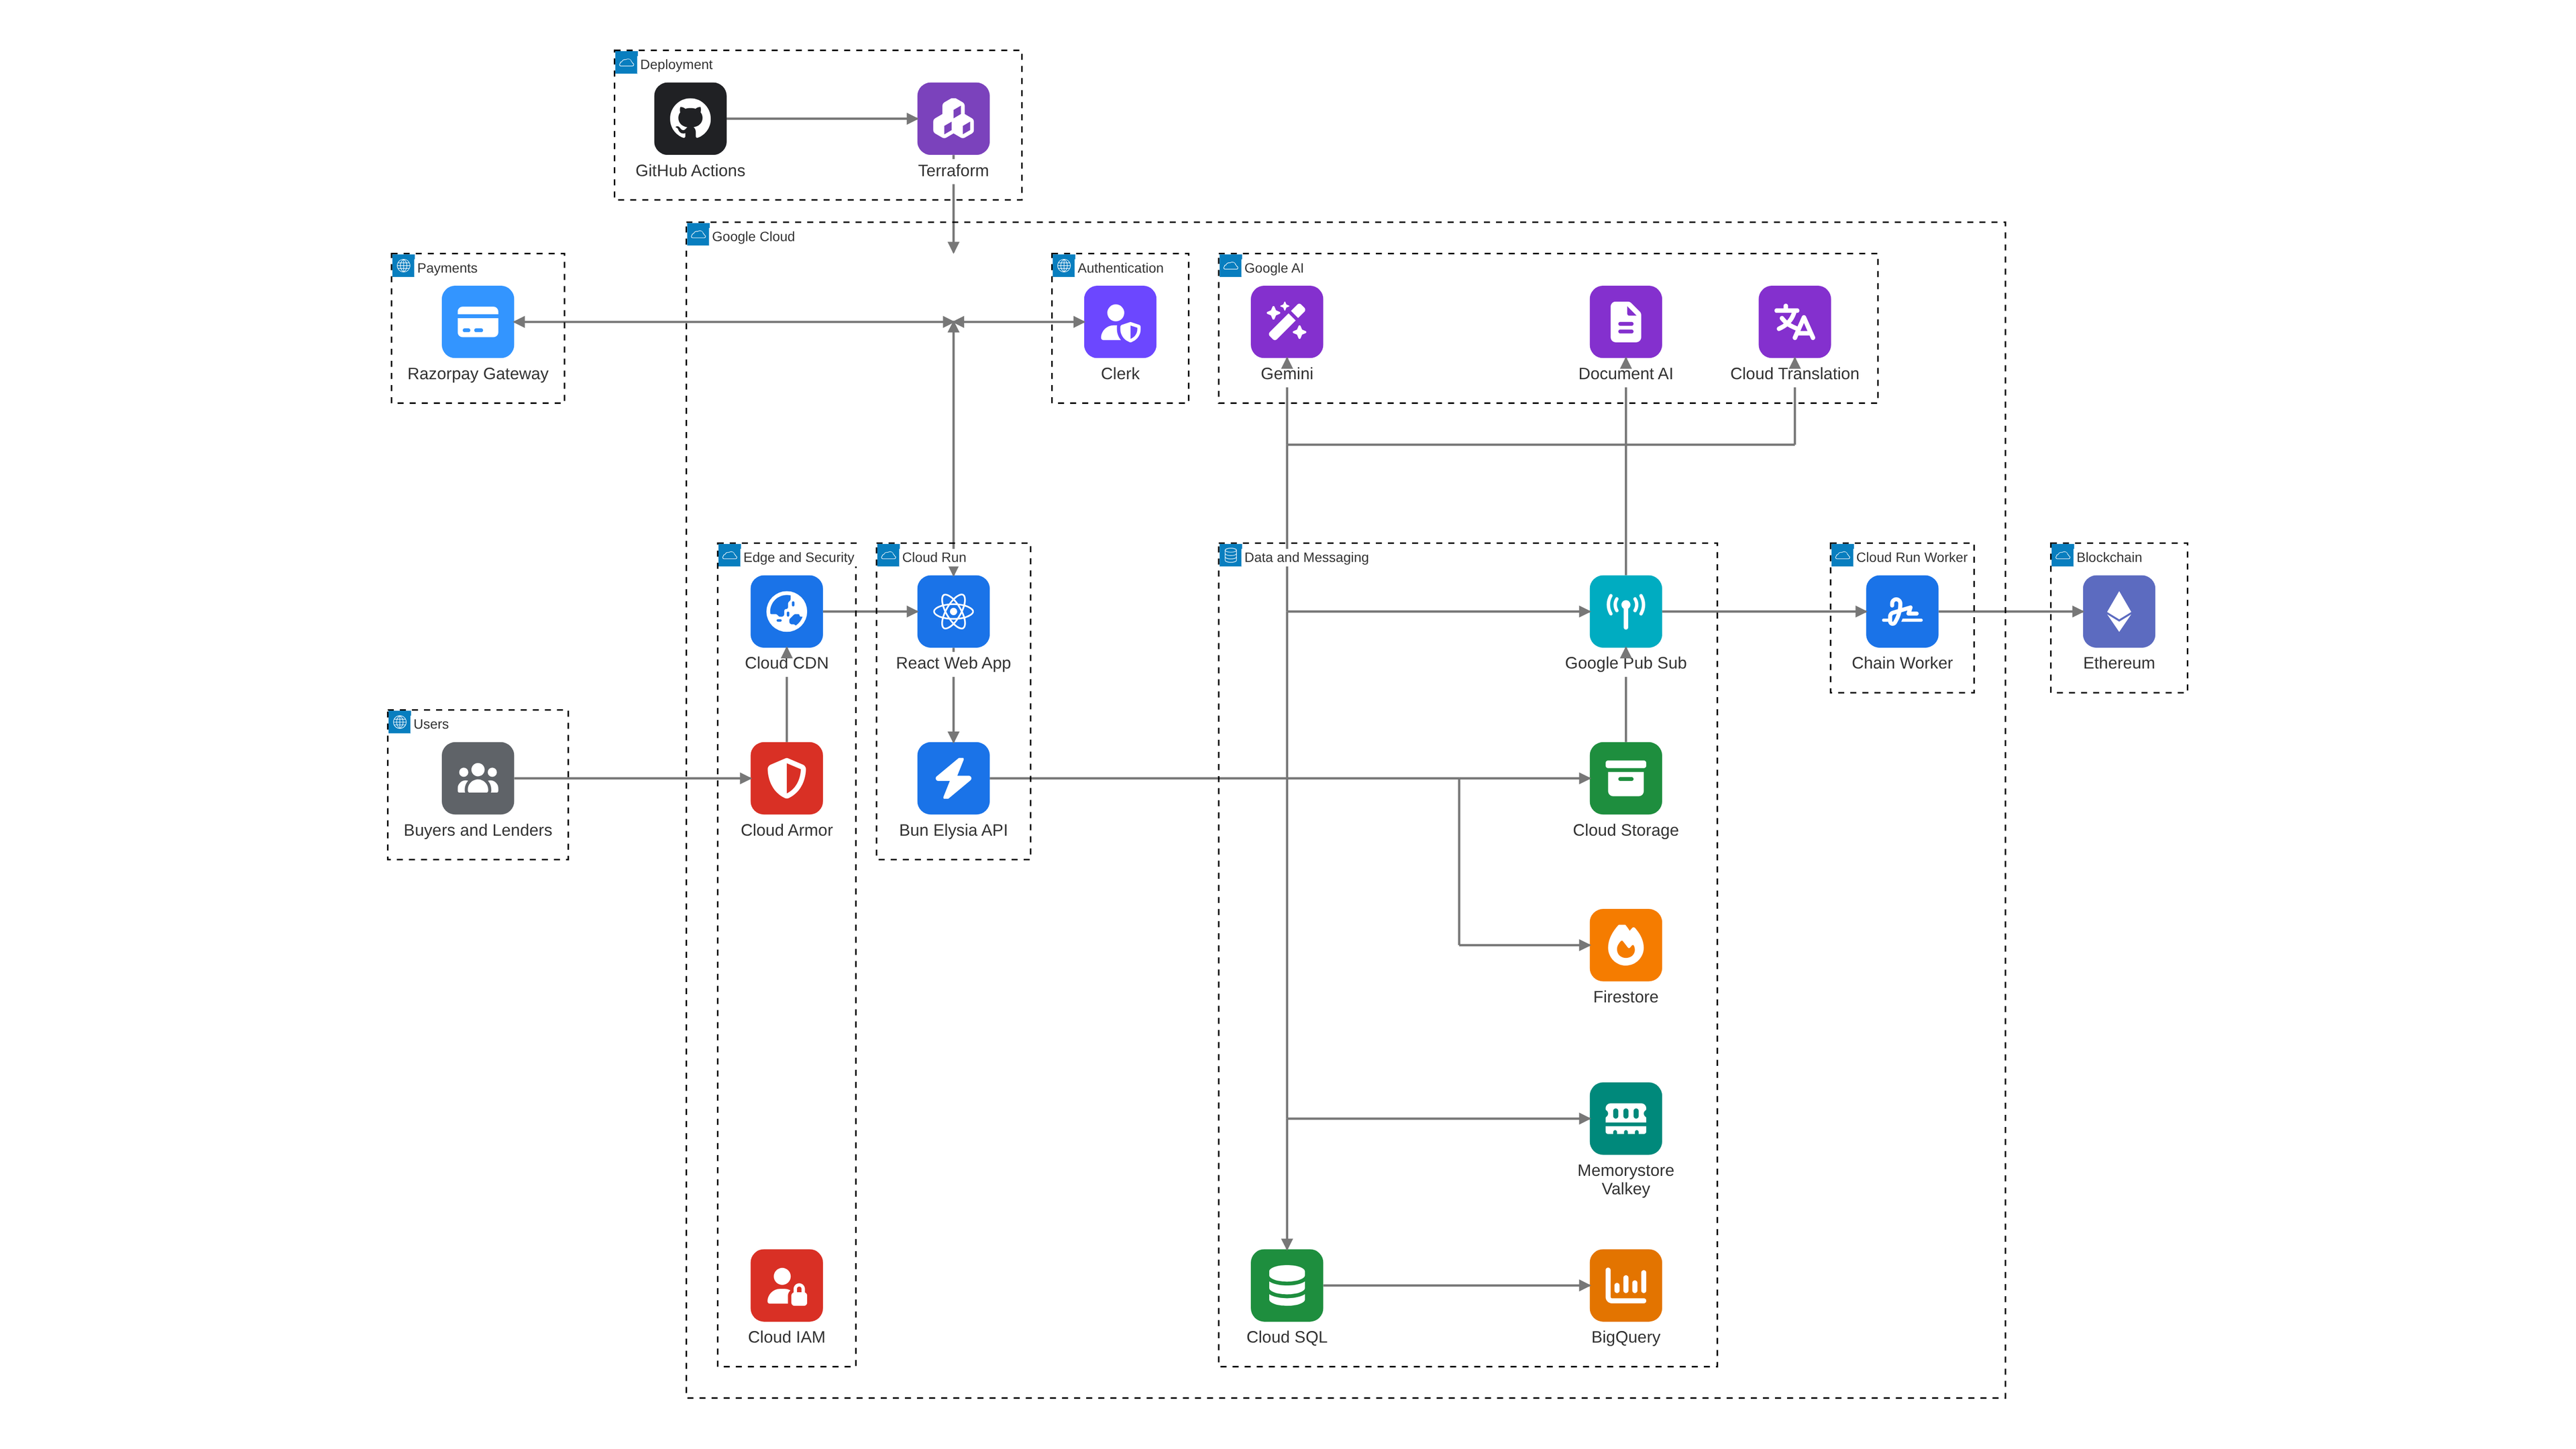 Deployment
GitHub Actions
Terraform
Google Cloud
Payments
Razorpay Gateway
Authentication
Clerk
Google AI
Gemini
Document AI
Cloud Translation
Edge and Security
Cloud CDN
Cloud Run
React Web App
Data and Messaging
Google Pub Sub
Cloud Run Worker
Chain Worker
Blockchain
Ethereum
Users
Buyers and Lenders
Cloud Armor
Bun Elysia API
Cloud Storage
Firestore
Memorystore
Valkey
Cloud IAM
Cloud SQL
BigQuery